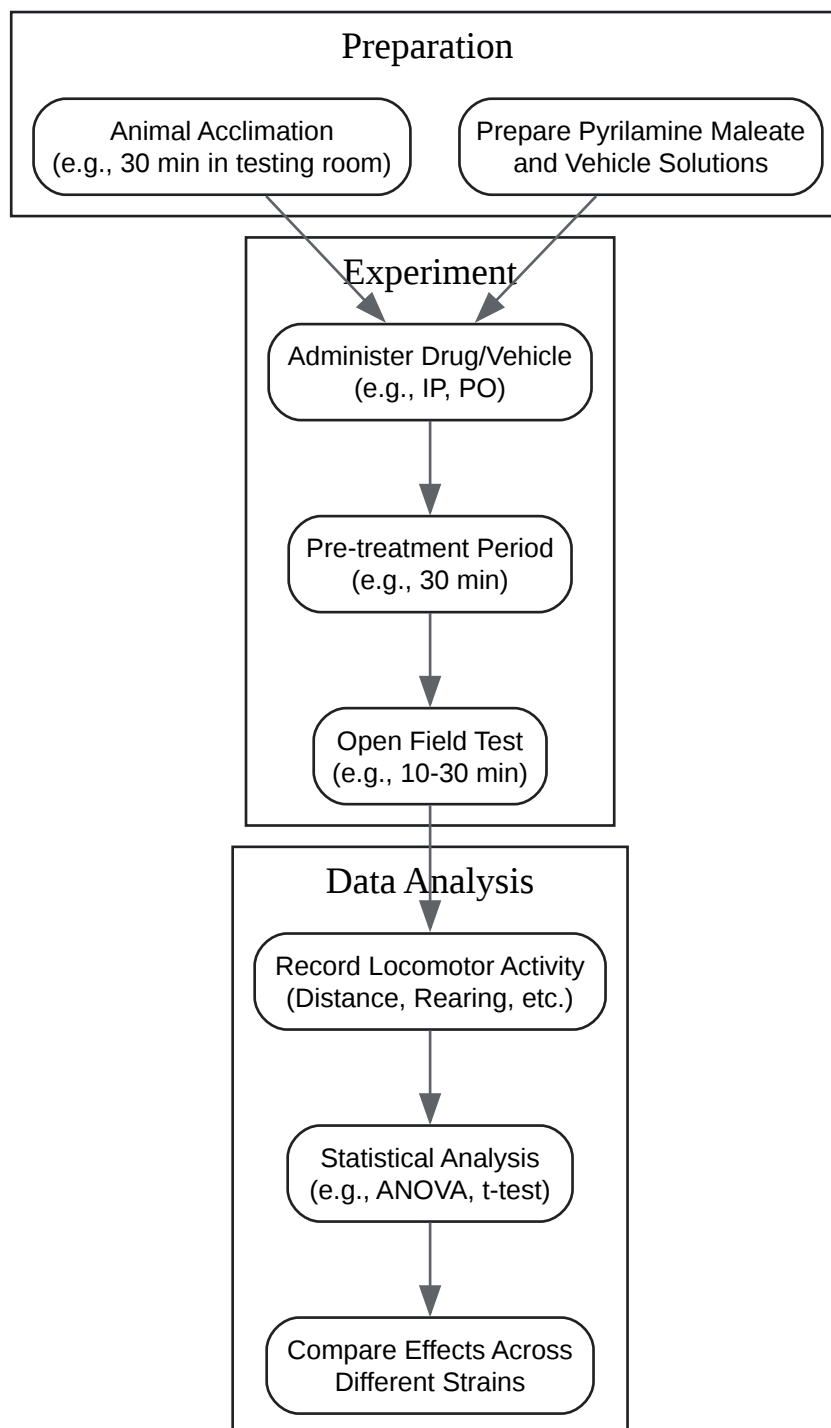 Preparation
Animal Acclimation
(e.g., 30 min in testing room)
Prepare Pyrilamine Maleate
and Vehicle Solutions
Experiment
Administer Drug/Vehicle
(e.g., IP, PO)
Pre-treatment Period
(e.g., 30 min)
Open Field Test
(e.g., 10-30 min)
Data Analysis
Record Locomotor Activity
(Distance, Rearing, etc.)
Statistical Analysis
(e.g., ANOVA, t-test)
Compare Effects Across
Different Strains